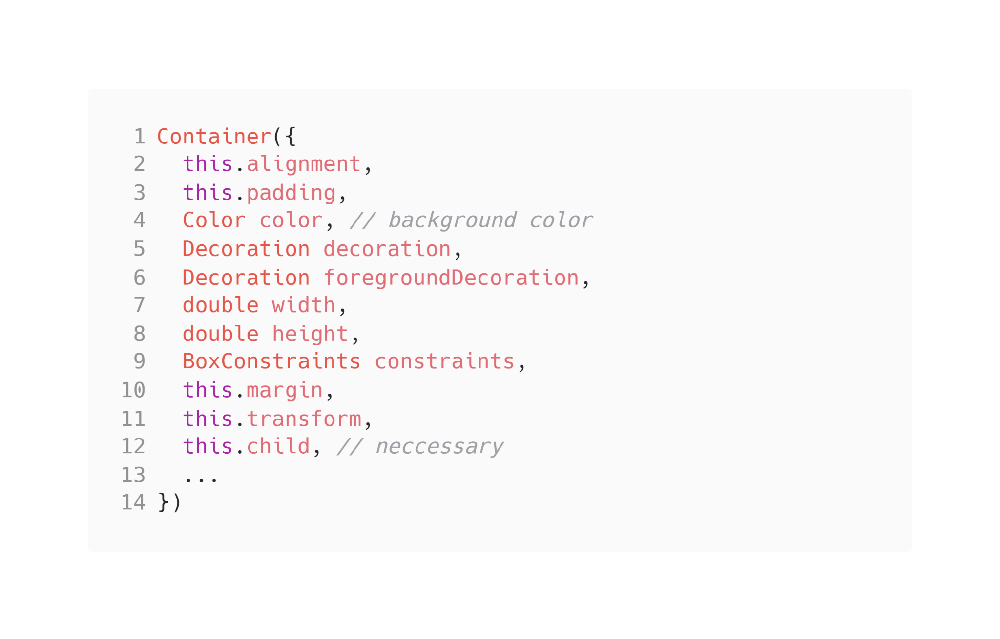 1 Container({
2   this.alignment,
3   this.padding,
4   Color color, // background color
5   Decoration decoration,
6   Decoration foregroundDecoration,
7   double width,
8   double height,
9   BoxConstraints constraints,
10   this.margin,
11   this.transform,
12   this.child, // neccessary
13   ...
14 })